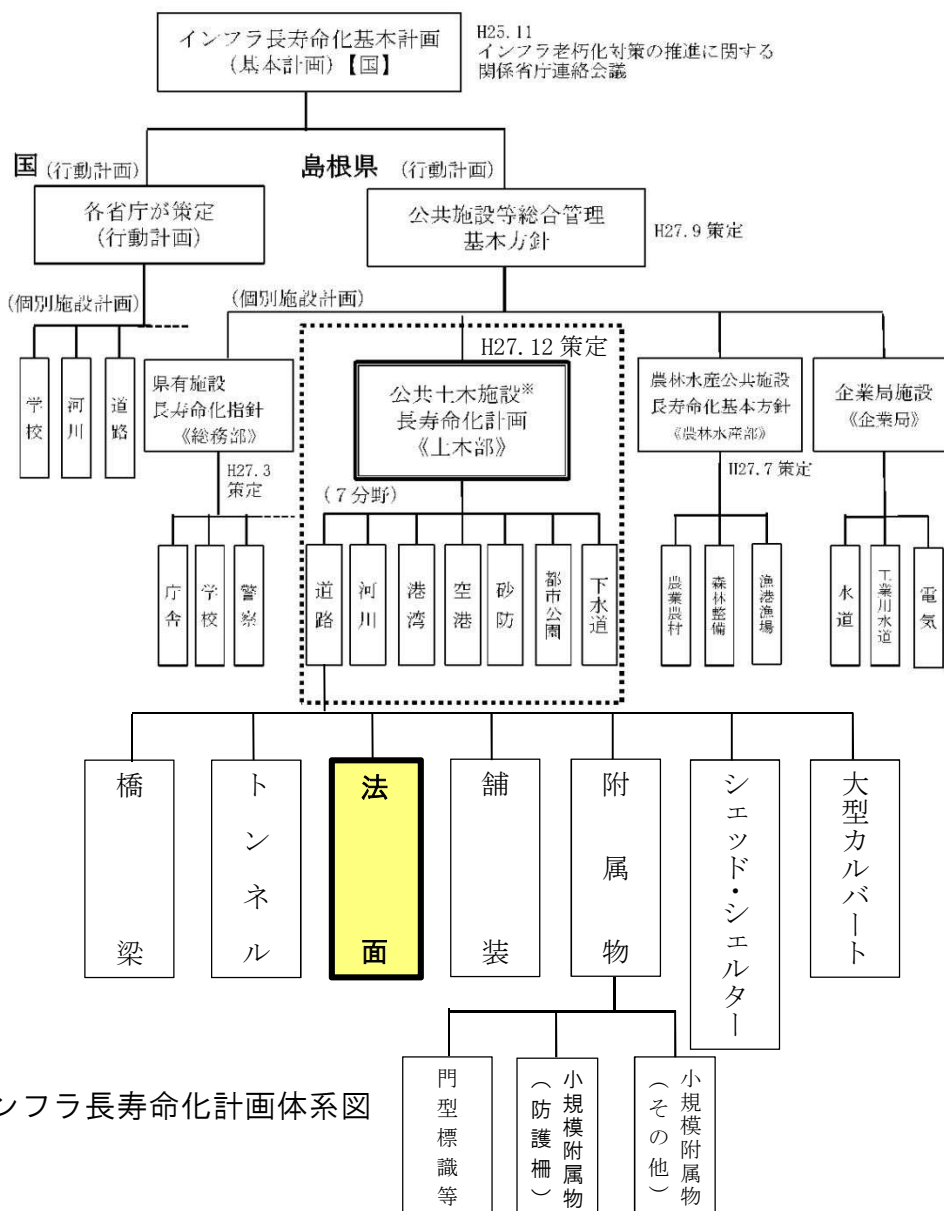 インフラ長寿命化基本計画
(基本計画)【国】
H25.11
インフラ老朽化対策の推進に関する
関係省庁連絡会議
国 (行動計画)
島根県 (行動計画)
各省庁が策定
(行動計画)
公共施設等総合管理
基本方針
H27.9 策定
(個別施設計画)
(個別施設計画)
学校
河川
道路
県有施設
長寿命化指針
《総務部》
H27.3
策定
庁舎
学校
警察
H27.12 策定
公共土木施設※
長寿命化計画
《土木部》
(7分野)
道路
河川
港湾
空港
砂防
都市公園
下水道
農林水産公共施設
長寿命化基本方針
《農林水産部》
H27.7 策定
農業農村
森林整備
漁港漁場
企業局施設
《企業局》
水道
工業用水道
電気
橋梁
トンネル
法面
舗装
附属物
シェッド・シェルター
大型カルバート
門型標識等
小規模附属物
(防護柵)
小規模附属物
(その他)
ンフラ長寿命化計画体系図